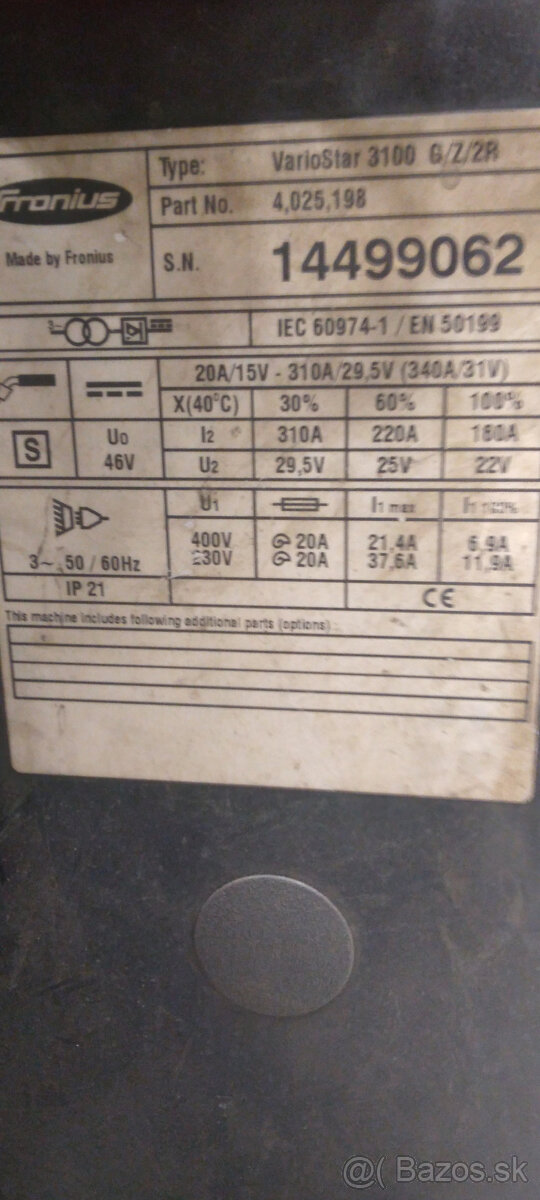 Fronius
Made by Fronius
Type: VarioStar 3100 G/Z/2R
Part No. 4,025,198
S.N. 14499062
3~ IEC 60974-1 / EN 50199
20A/15V - 310A/29,5V (340A/31V)
X(40°C) 30% 60% 100%
S U0 46V
I2 310A 220A 180A
U2 29,5V 25V 22V
U1 I1 max I1 100%
400V 20A 21,4A 6,9A
230V 20A 37,6A 11,9A
3~ 50 / 60Hz
IP 21 CE
This machine includes following additional parts (options):
@( Bazos.sk